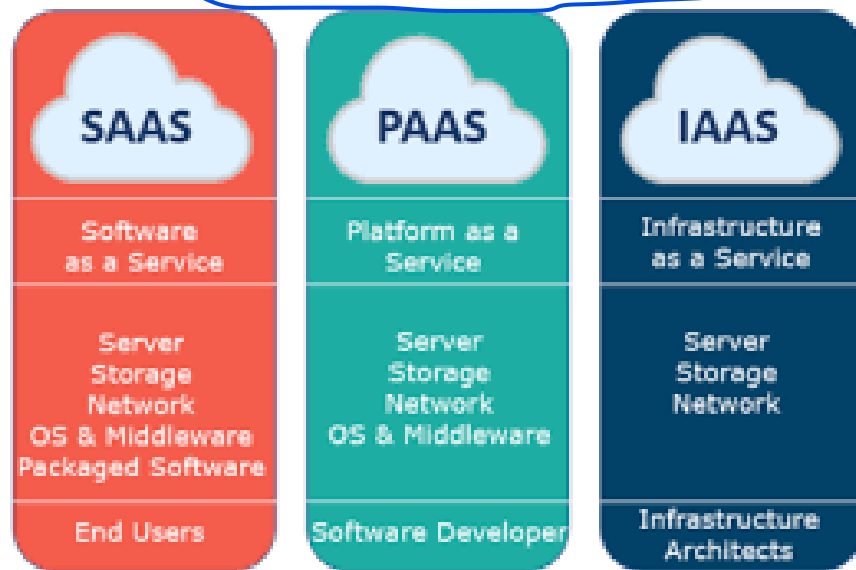 SAAS
Software
as a Service
Server
Storage
Network
OS & Middleware
Packaged Software
End Users
PAAS
Platform as a
Service
Server
Storage
Network
OS & Middleware
Software Developer
IAAS
Infrastructure
as a Service
Server
Storage
Network
Infrastructure
Architects